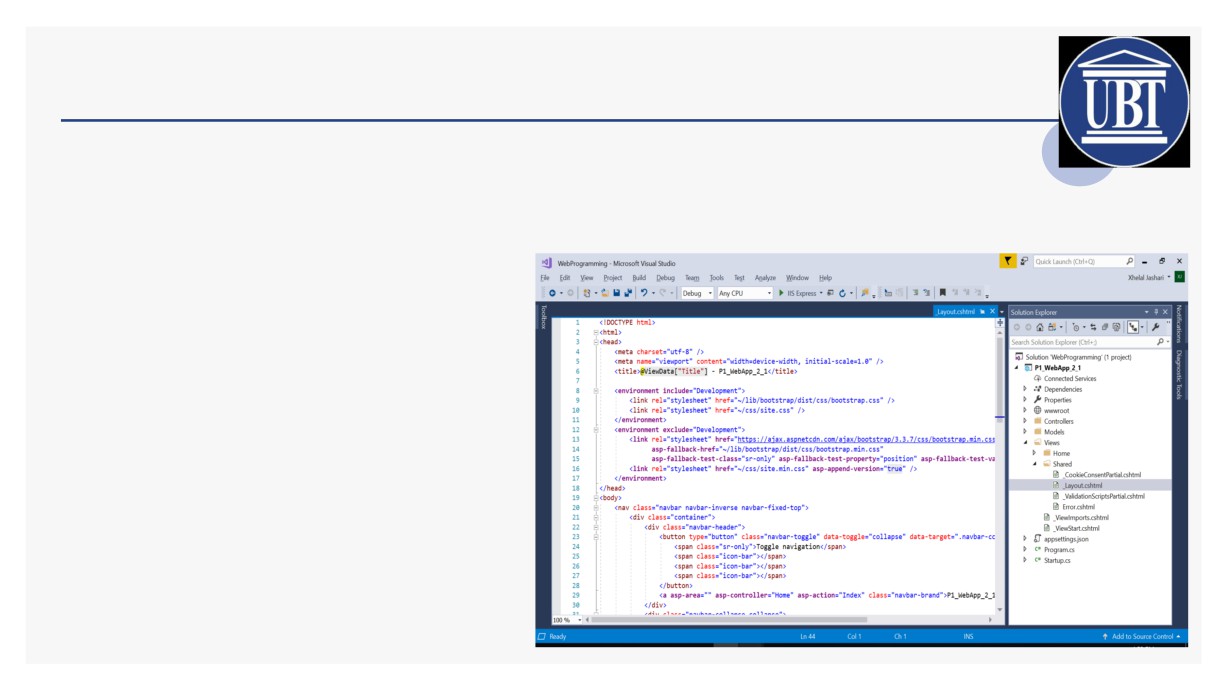 UBT
WebProgramming - Microsoft Visual Studio
Quick Launch (Ctrl+Q)
File Edit View Project Build Debug Team Tools Test Analyze Window Help
Xhelal Jashari
Debug Any CPU IIS Express
Toolbox
_Layout.cshtml
1 <!DOCTYPE html>
2 <html>
3 <head>
4 <meta charset="utf-8" />
5 <meta name="viewport" content="width=device-width, initial-scale=1.0" />
6 <title>@ViewData["Title"] - P1_WebApp_2_1</title>
7
8 <environment include="Development">
9 <link rel="stylesheet" href="~/lib/bootstrap/dist/css/bootstrap.css" />
10 <link rel="stylesheet" href="~/css/site.css" />
11 </environment>
12 <environment exclude="Development">
13 <link rel="stylesheet" href="https://ajax.aspnetcdn.com/ajax/bootstrap/3.3.7/css/bootstrap.min.css
14 asp-fallback-href="~/lib/bootstrap/dist/css/bootstrap.min.css"
15 asp-fallback-test-class="sr-only" asp-fallback-test-property="position" asp-fallback-test-va
16 <link rel="stylesheet" href="~/css/site.min.css" asp-append-version="true" />
17 </environment>
18 </head>
19 <body>
20 <nav class="navbar navbar-inverse navbar-fixed-top">
21 <div class="container">
22 <div class="navbar-header">
23 <button type="button" class="navbar-toggle" data-toggle="collapse" data-target=".navbar-co
24 <span class="sr-only">Toggle navigation</span>
25 <span class="icon-bar"></span>
26 <span class="icon-bar"></span>
27 <span class="icon-bar"></span>
28 </button>
29 <a asp-area="" asp-controller="Home" asp-action="Index" class="navbar-brand">P1_WebApp_2_1
30 </div>
31 <div class="navbar-collapse collapse">
100 %
Solution Explorer
Search Solution Explorer (Ctrl+;)
Solution 'WebProgramming' (1 project)
P1_WebApp_2_1
Connected Services
Dependencies
Properties
wwwroot
Controllers
Models
Views
Home
Shared
_CookieConsentPartial.cshtml
_Layout.cshtml
_ValidationScriptsPartial.cshtml
Error.cshtml
_ViewImports.cshtml
_ViewStart.cshtml
appsettings.json
C# Program.cs
C# Startup.cs
Notifications
Diagnostic Tools
Ready Ln 44 Col 1 Ch 1 INS Add to Source Control